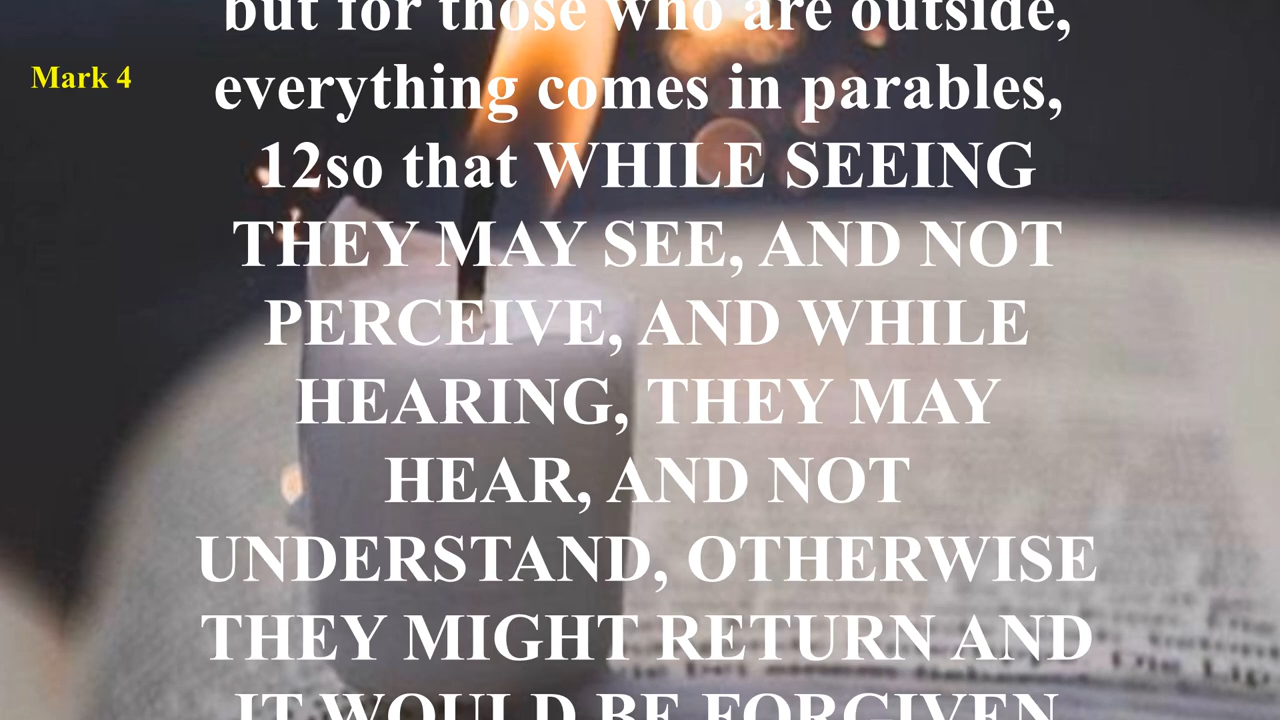 but for those who are outside,
Mark 4
everything comes in parables,
12so that WHILE SEEING
THEY MAY SEE, AND NOT
PERCEIVE, AND WHILE
HEARING, THEY MAY
HEAR, AND NOT
UNDERSTAND, OTHERWISE
THEY MIGHT RETURN AND
IT WOULD BE FORGIVEN